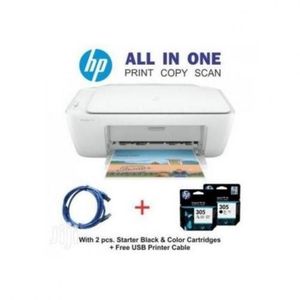 hp
ALL IN ONE
PRINT COPY SCAN
305
305
+
With 2 pcs. Starter Black & Color Cartridges
+ Free USB Printer Cable